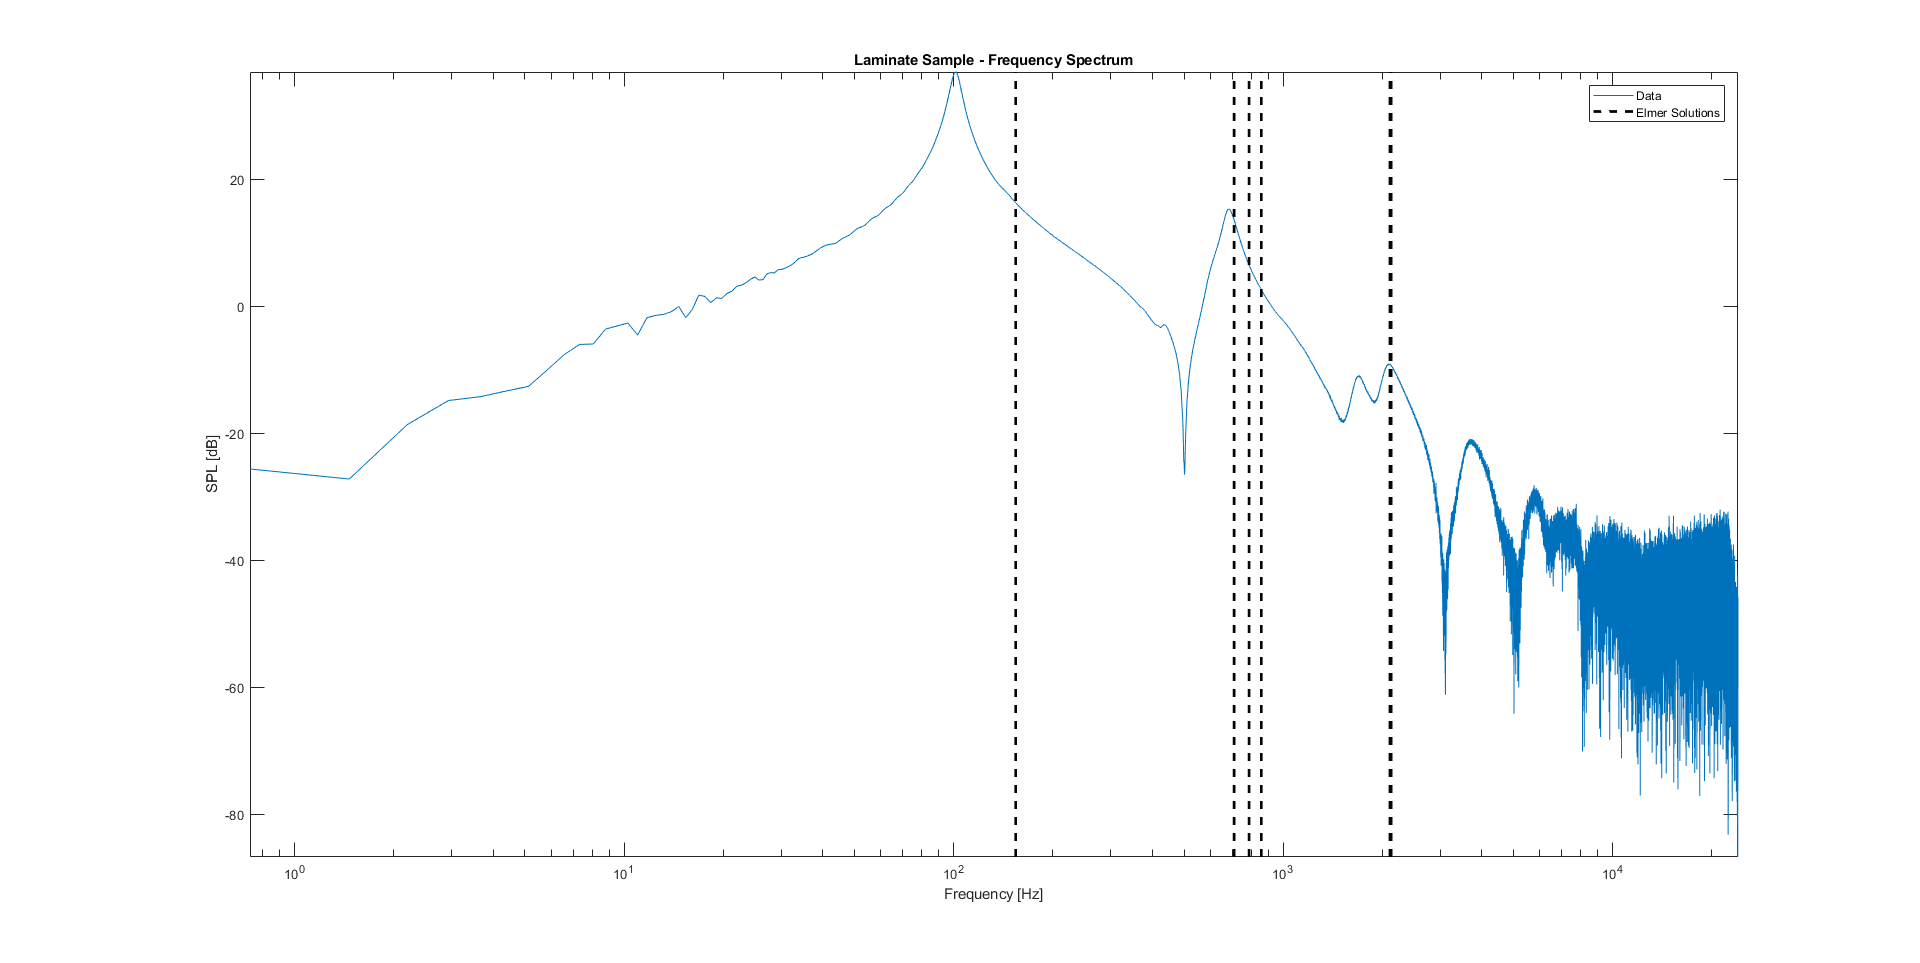 Laminate Sample - Frequency Spectrum
Data
Elmer Solutions
20
0
-20
-40
-60
-80
SPL [dB]
10^0 10^1 10^2 10^3 10^4
Frequency [Hz]